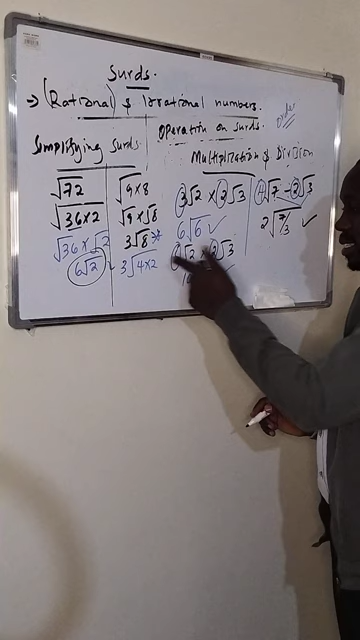 Surds.
→ (Rational) & Irrational numbers.
order
Simplifying Surds
Operation on Surds.
Multiplication & Division
√72
√36×2
√36 × √2
6√2
√9×8
√9×√8
3√8 *
3√4×2
3√2 × 2√3
6√6 ✓
4√7 ÷ 2√3
2√7/3 ✓